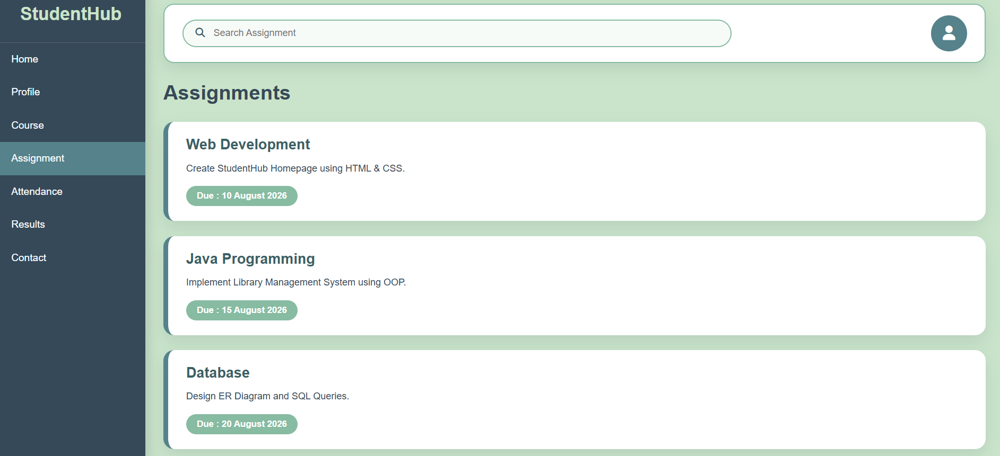 StudentHub
Home
Profile
Course
Assignment
Attendance
Results
Contact
Search Assignment
Assignments
Web Development
Create StudentHub Homepage using HTML & CSS.
Due : 10 August 2026
Java Programming
Implement Library Management System using OOP.
Due : 15 August 2026
Database
Design ER Diagram and SQL Queries.
Due : 20 August 2026